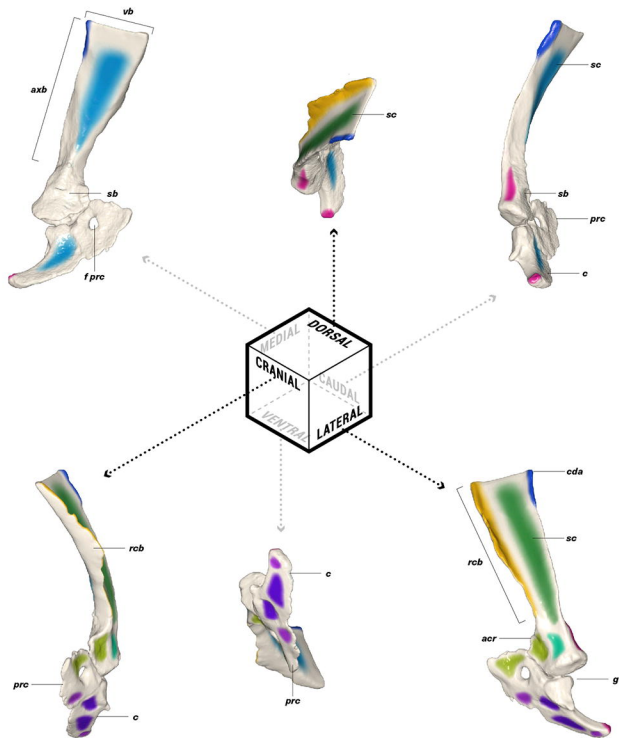 vb
axb
sb
f prc
sc
sc
sb
prc
c
MEDIAL
DORSAL
CRANIAL
CAUDAL
VENTRAL
LATERAL
rcb
prc
c
c
prc
cda
sc
rcb
acr
g